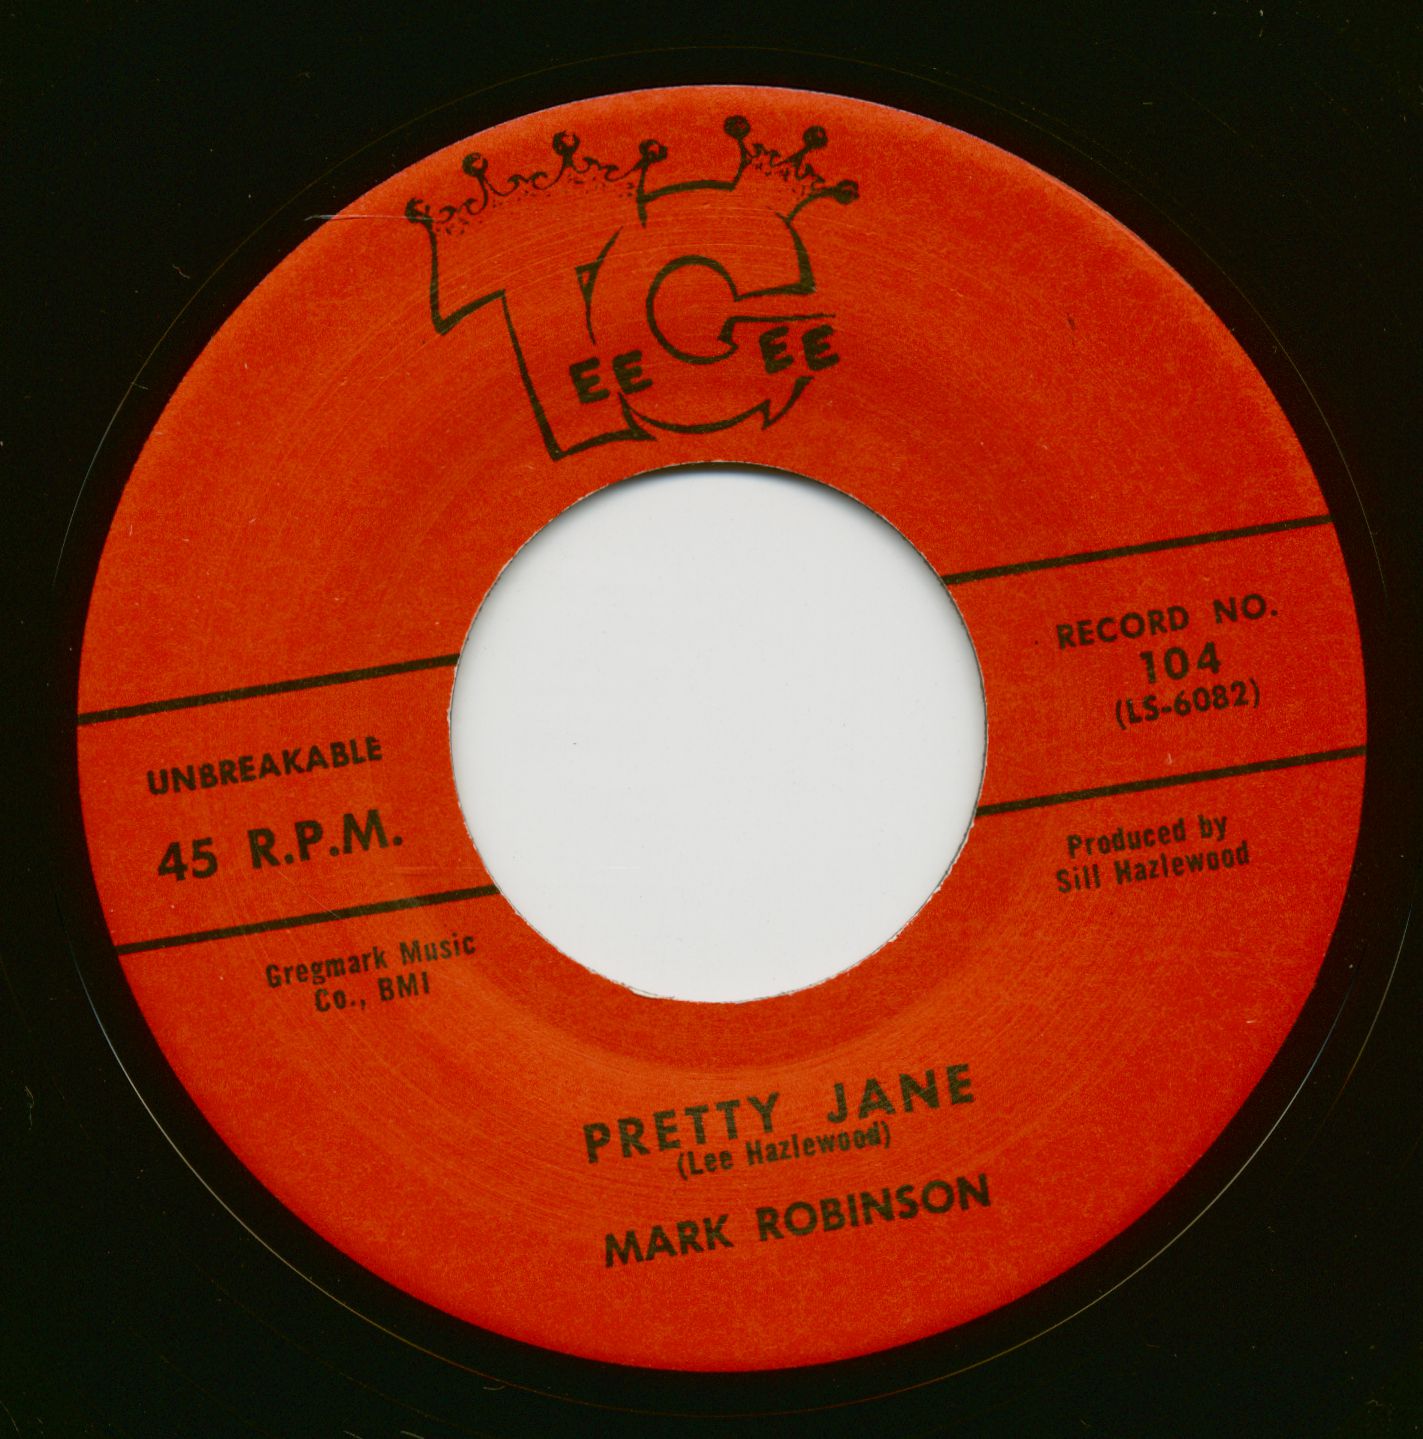 TEE GEE
RECORD NO.
104
(LS-6082)
UNBREAKABLE
45 R.P.M.
Produced by
Sill Hazlewood
Gregmark Music
Co., BMI
PRETTY JANE
(Lee Hazlewood)
MARK ROBINSON